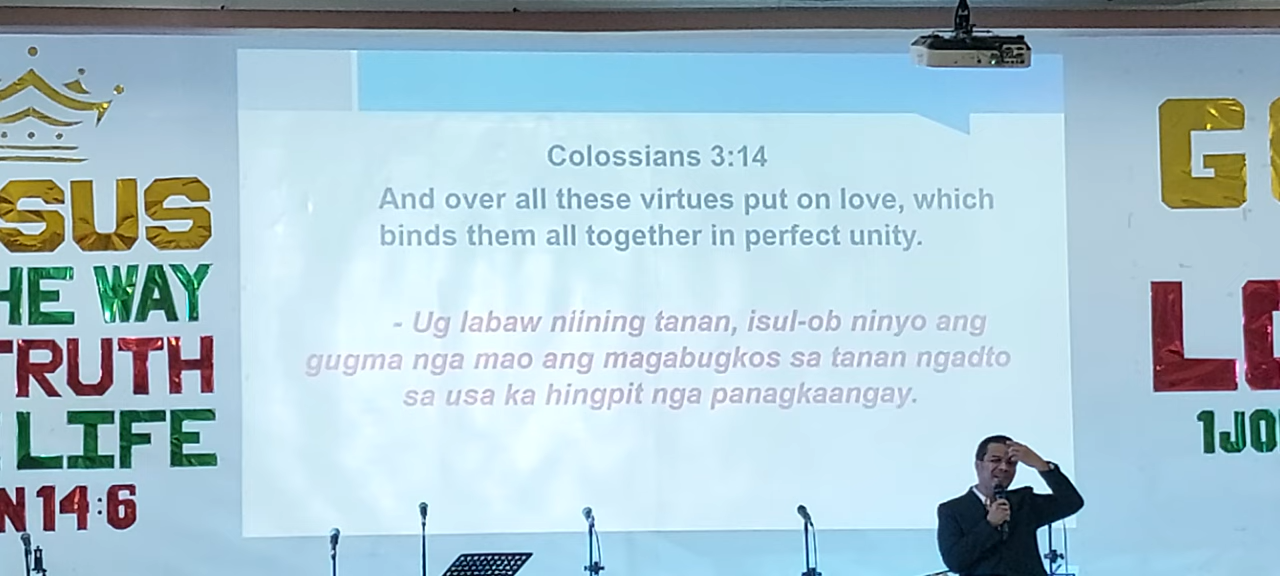 SUS
HE WAY
TRUTH
LIFE
N 14:6
Colossians 3:14
And over all these virtues put on love, which
binds them all together in perfect unity.
- Ug labaw niining tanan, isul-ob ninyo ang
gugma nga mao ang magabugkos sa tanan ngadto
sa usa ka hingpit nga panagkaangay.
G
LO
1JO